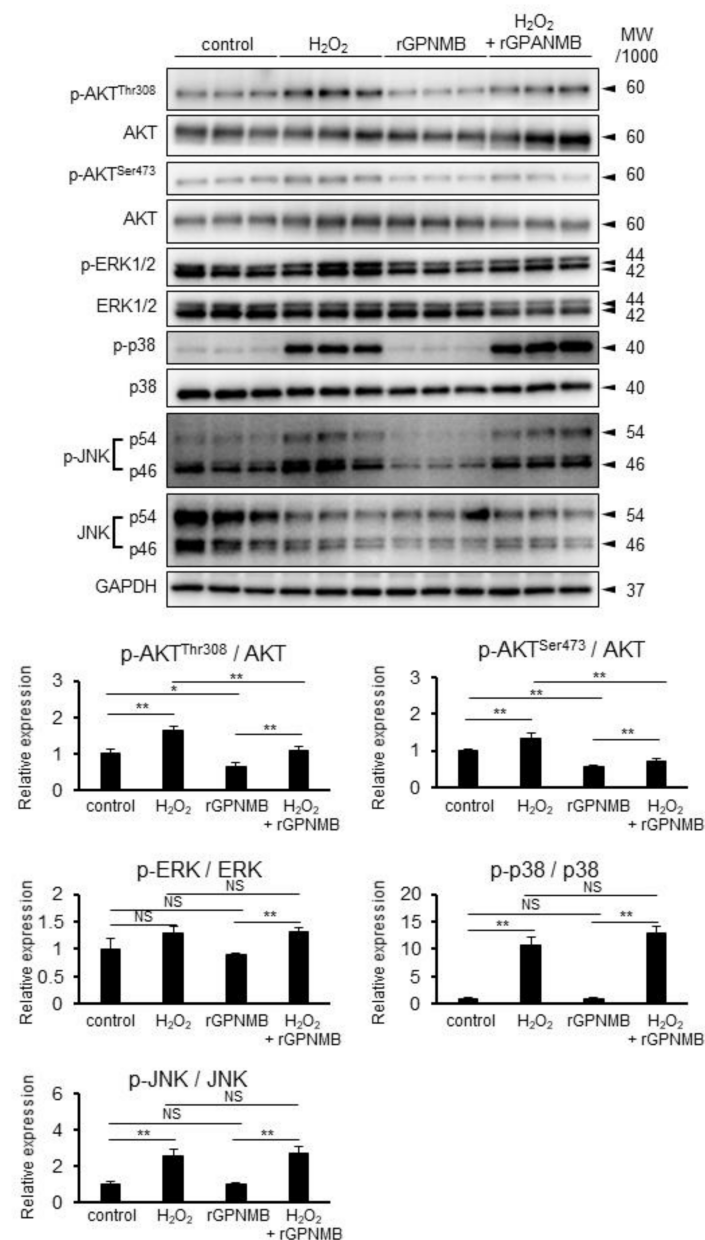 control H₂O₂ rGPNMB H₂O₂ + rGPANMB MW /1000
p-AKTᵀʰʳ³⁰⁸ 60
AKT 60
p-AKTˢᵉʳ⁴⁷³ 60
AKT 60
p-ERK1/2 44 42
ERK1/2 44 42
p-p38 40
p38 40
p-JNK p54 p46 54 46
JNK p54 p46 54 46
GAPDH 37
p-AKTᵀʰʳ³⁰⁸ / AKT
Relative expression
3
2
1
0
**
*
**
**
control H₂O₂ rGPNMB H₂O₂ + rGPNMB
p-AKTˢᵉʳ⁴⁷³ / AKT
Relative expression
3
2
1
0
**
**
**
**
control H₂O₂ rGPNMB H₂O₂ + rGPNMB
p-ERK / ERK
Relative expression
2
1.5
1
0.5
0
NS
NS
NS
**
control H₂O₂ rGPNMB H₂O₂ + rGPNMB
p-p38 / p38
Relative expression
20
15
10
5
0
NS
NS
**
**
control H₂O₂ rGPNMB H₂O₂ + rGPNMB
p-JNK / JNK
Relative expression
6
4
2
0
NS
NS
**
**
control H₂O₂ rGPNMB H₂O₂ + rGPNMB